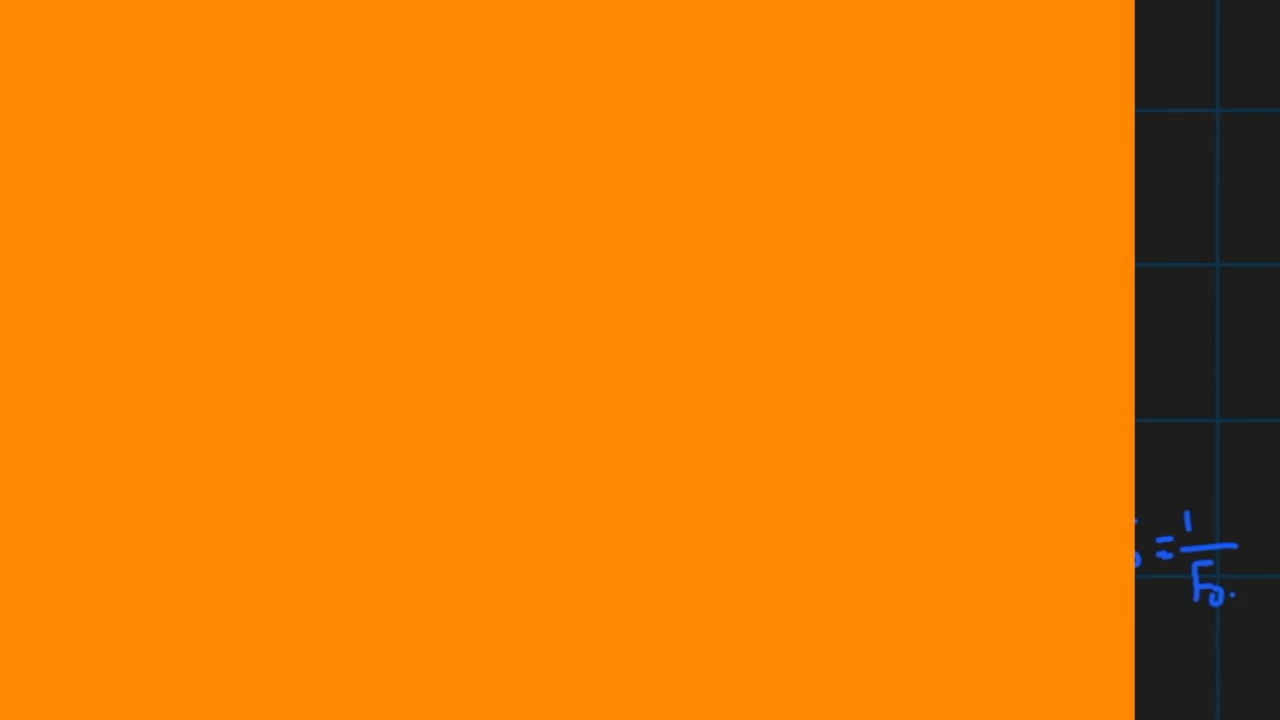 = 1/F₀.